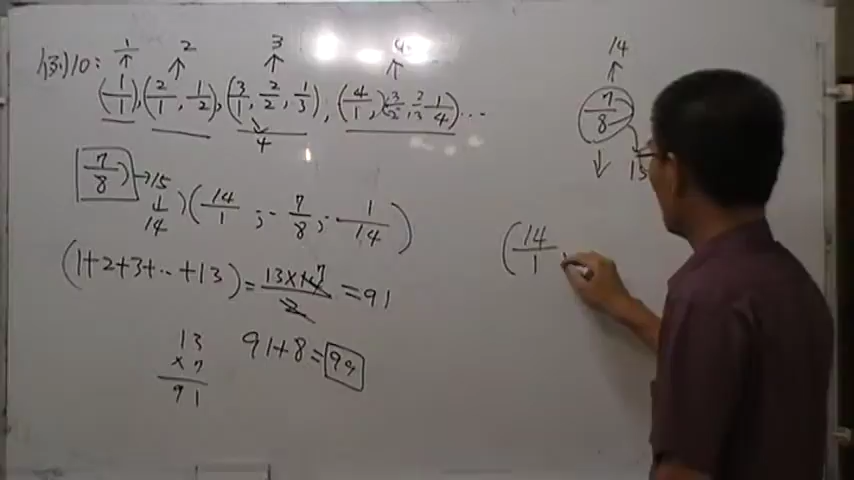 例10:
1 2 3 4
↑ ↑ ↑ ↑
(1/1), (2/1, 1/2), (3/1, 2/2, 1/3), (4/1, 3/2, 2/3, 1/4)...
4
7/8 → 15
↓
14
(14/1, .. 7/8, .. 1/14)
(1+2+3+...+13) = 13×14/2 = 91
7
13
×7
91
91+8=99
14
↑
7/8
↓
15
(14/1,